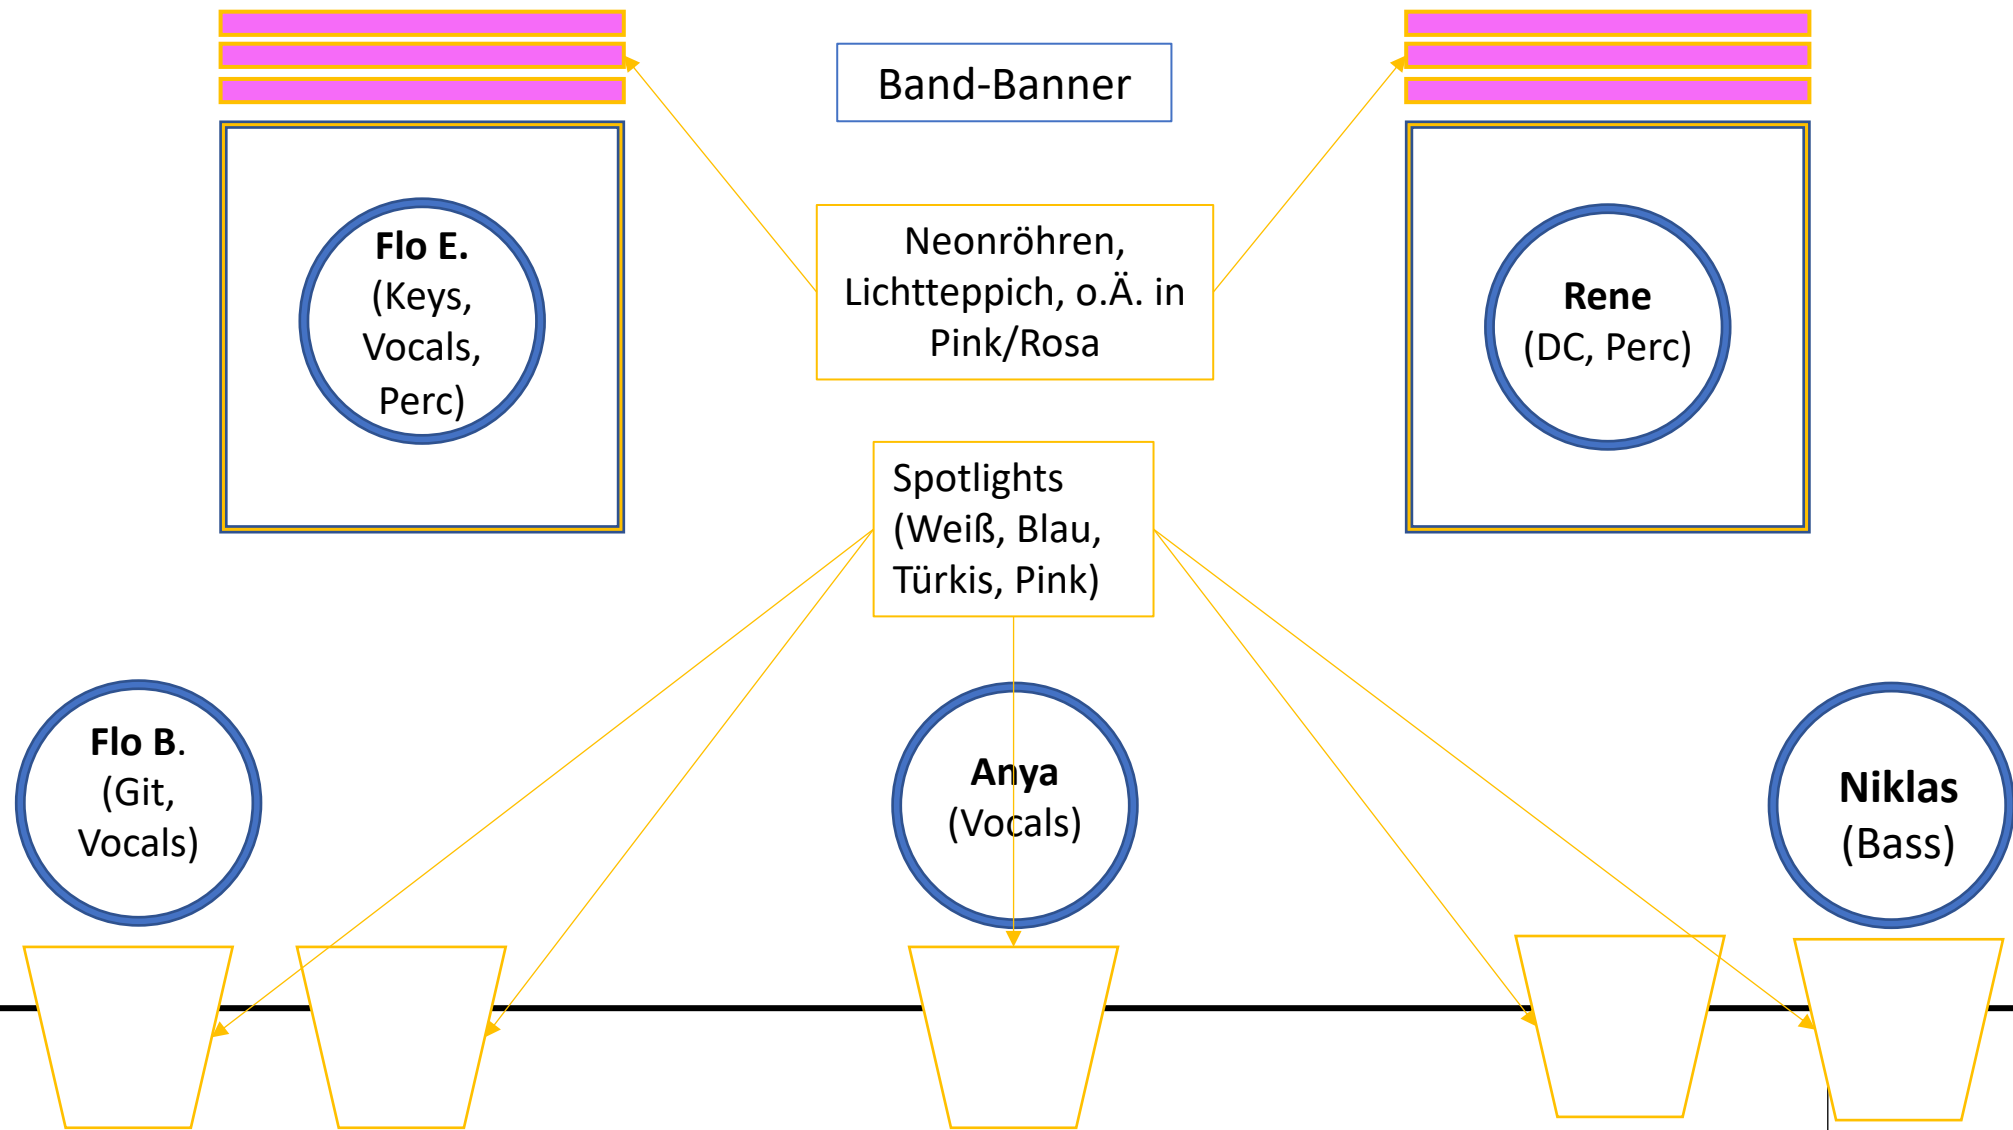 Band-Banner
Flo E.
(Keys,
Vocals,
Perc)
Neonröhren,
Lichtteppich, o.Ä. in
Pink/Rosa
Rene
(DC, Perc)
Spotlights
(Weiß, Blau,
Türkis, Pink)
Flo B.
(Git,
Vocals)
Anya
(Vocals)
Niklas
(Bass)